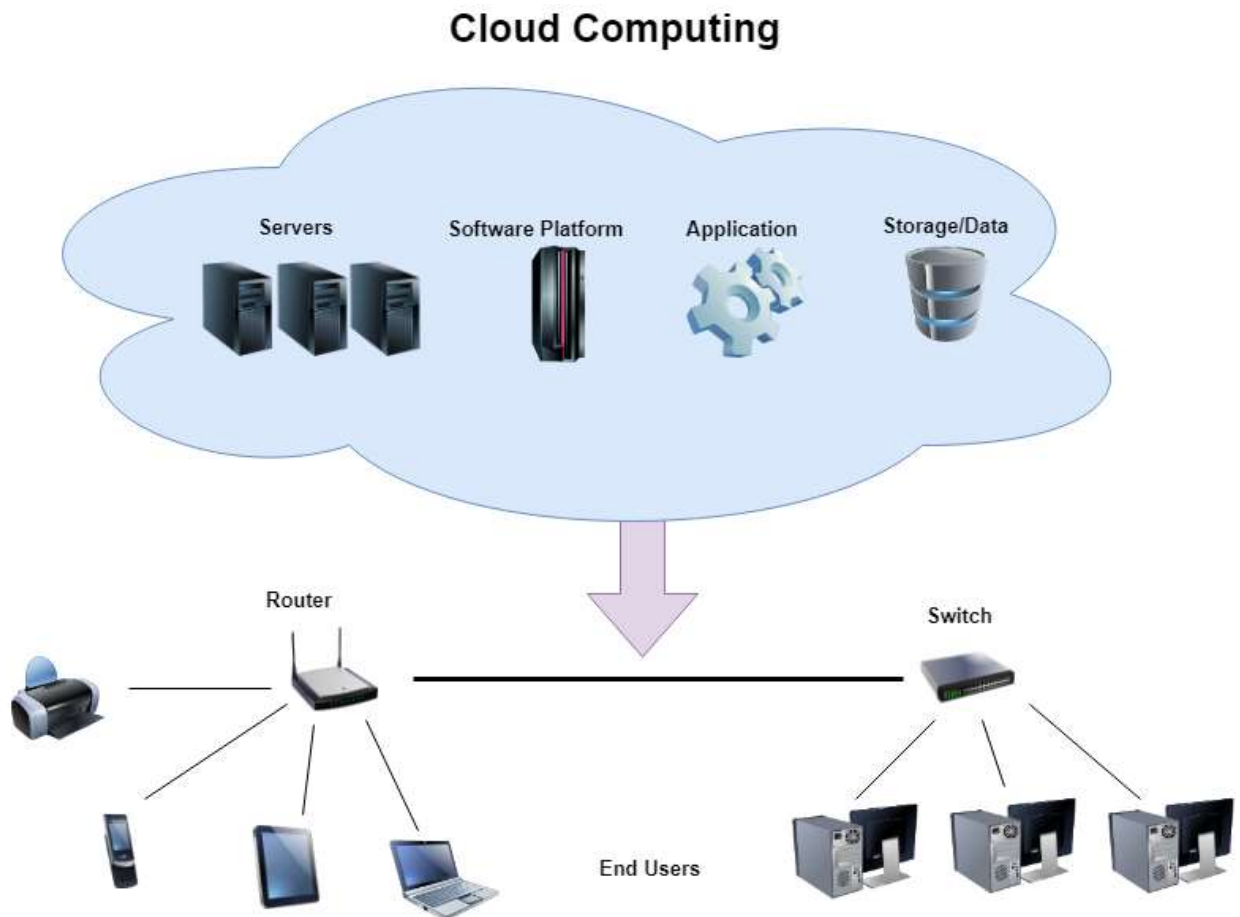 Cloud Computing
Servers
Software Platform
Application
Storage/Data
Router
Switch
End Users